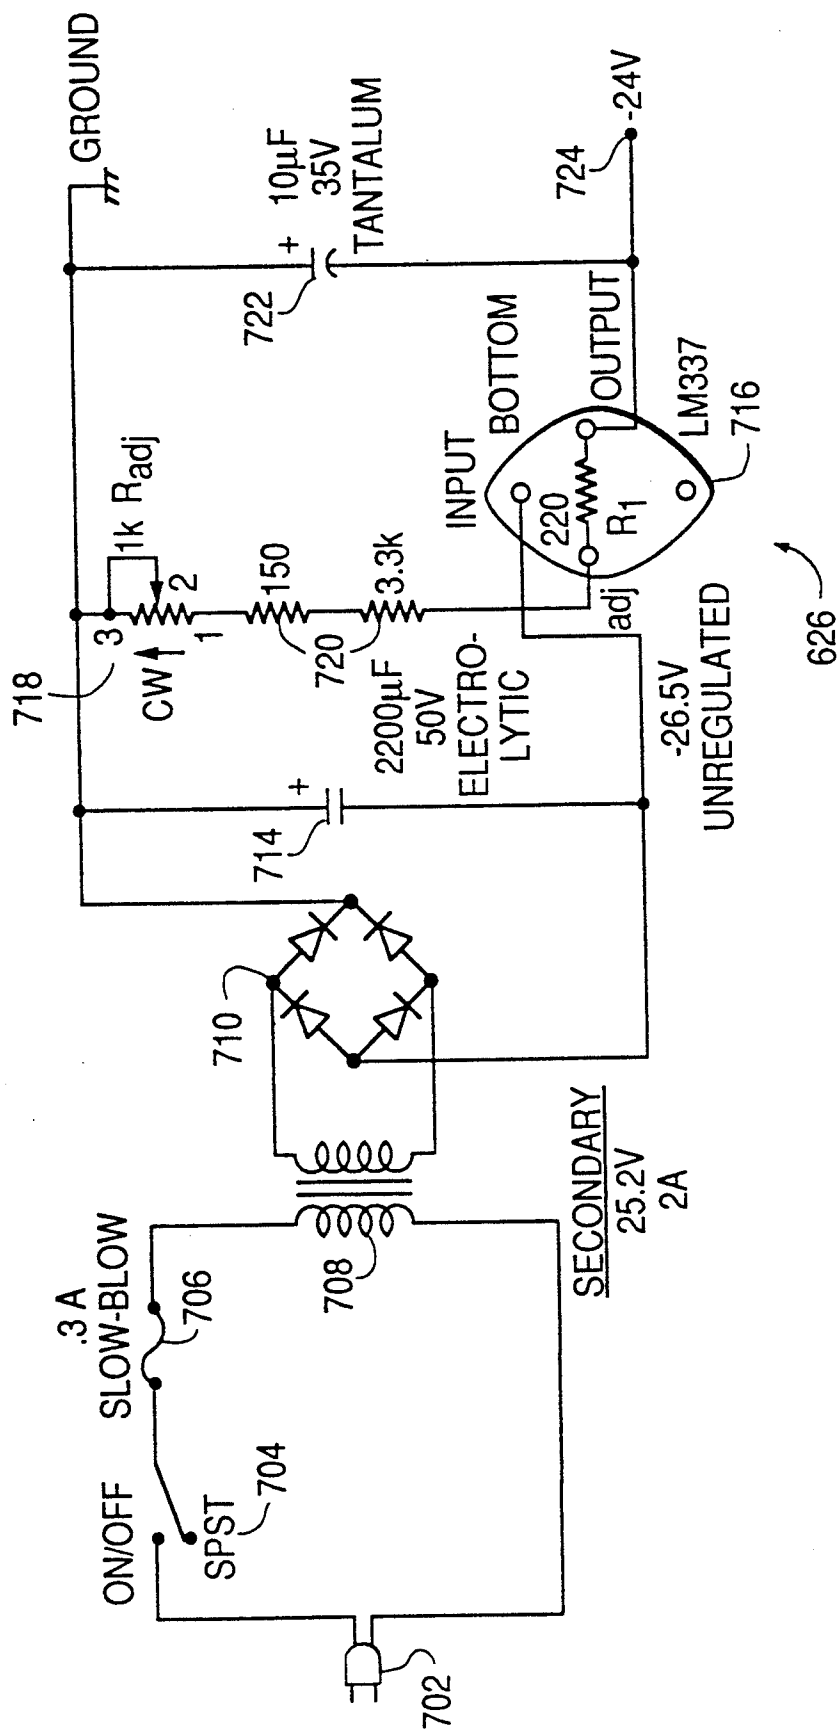 ON/OFF
SPST
704
702
.3 A
SLOW-BLOW
706
708
SECONDARY
25.2V
2A
710
714
+
2200µF
50V
ELECTRO-
LYTIC
-26.5V
UNREGULATED
718
CW
3
1
2
1k Radj
720
150
3.3k
adj
INPUT
220
R1
BOTTOM
OUTPUT
LM337
716
626
722
+
10µF
35V
TANTALUM
GROUND
724
-24V